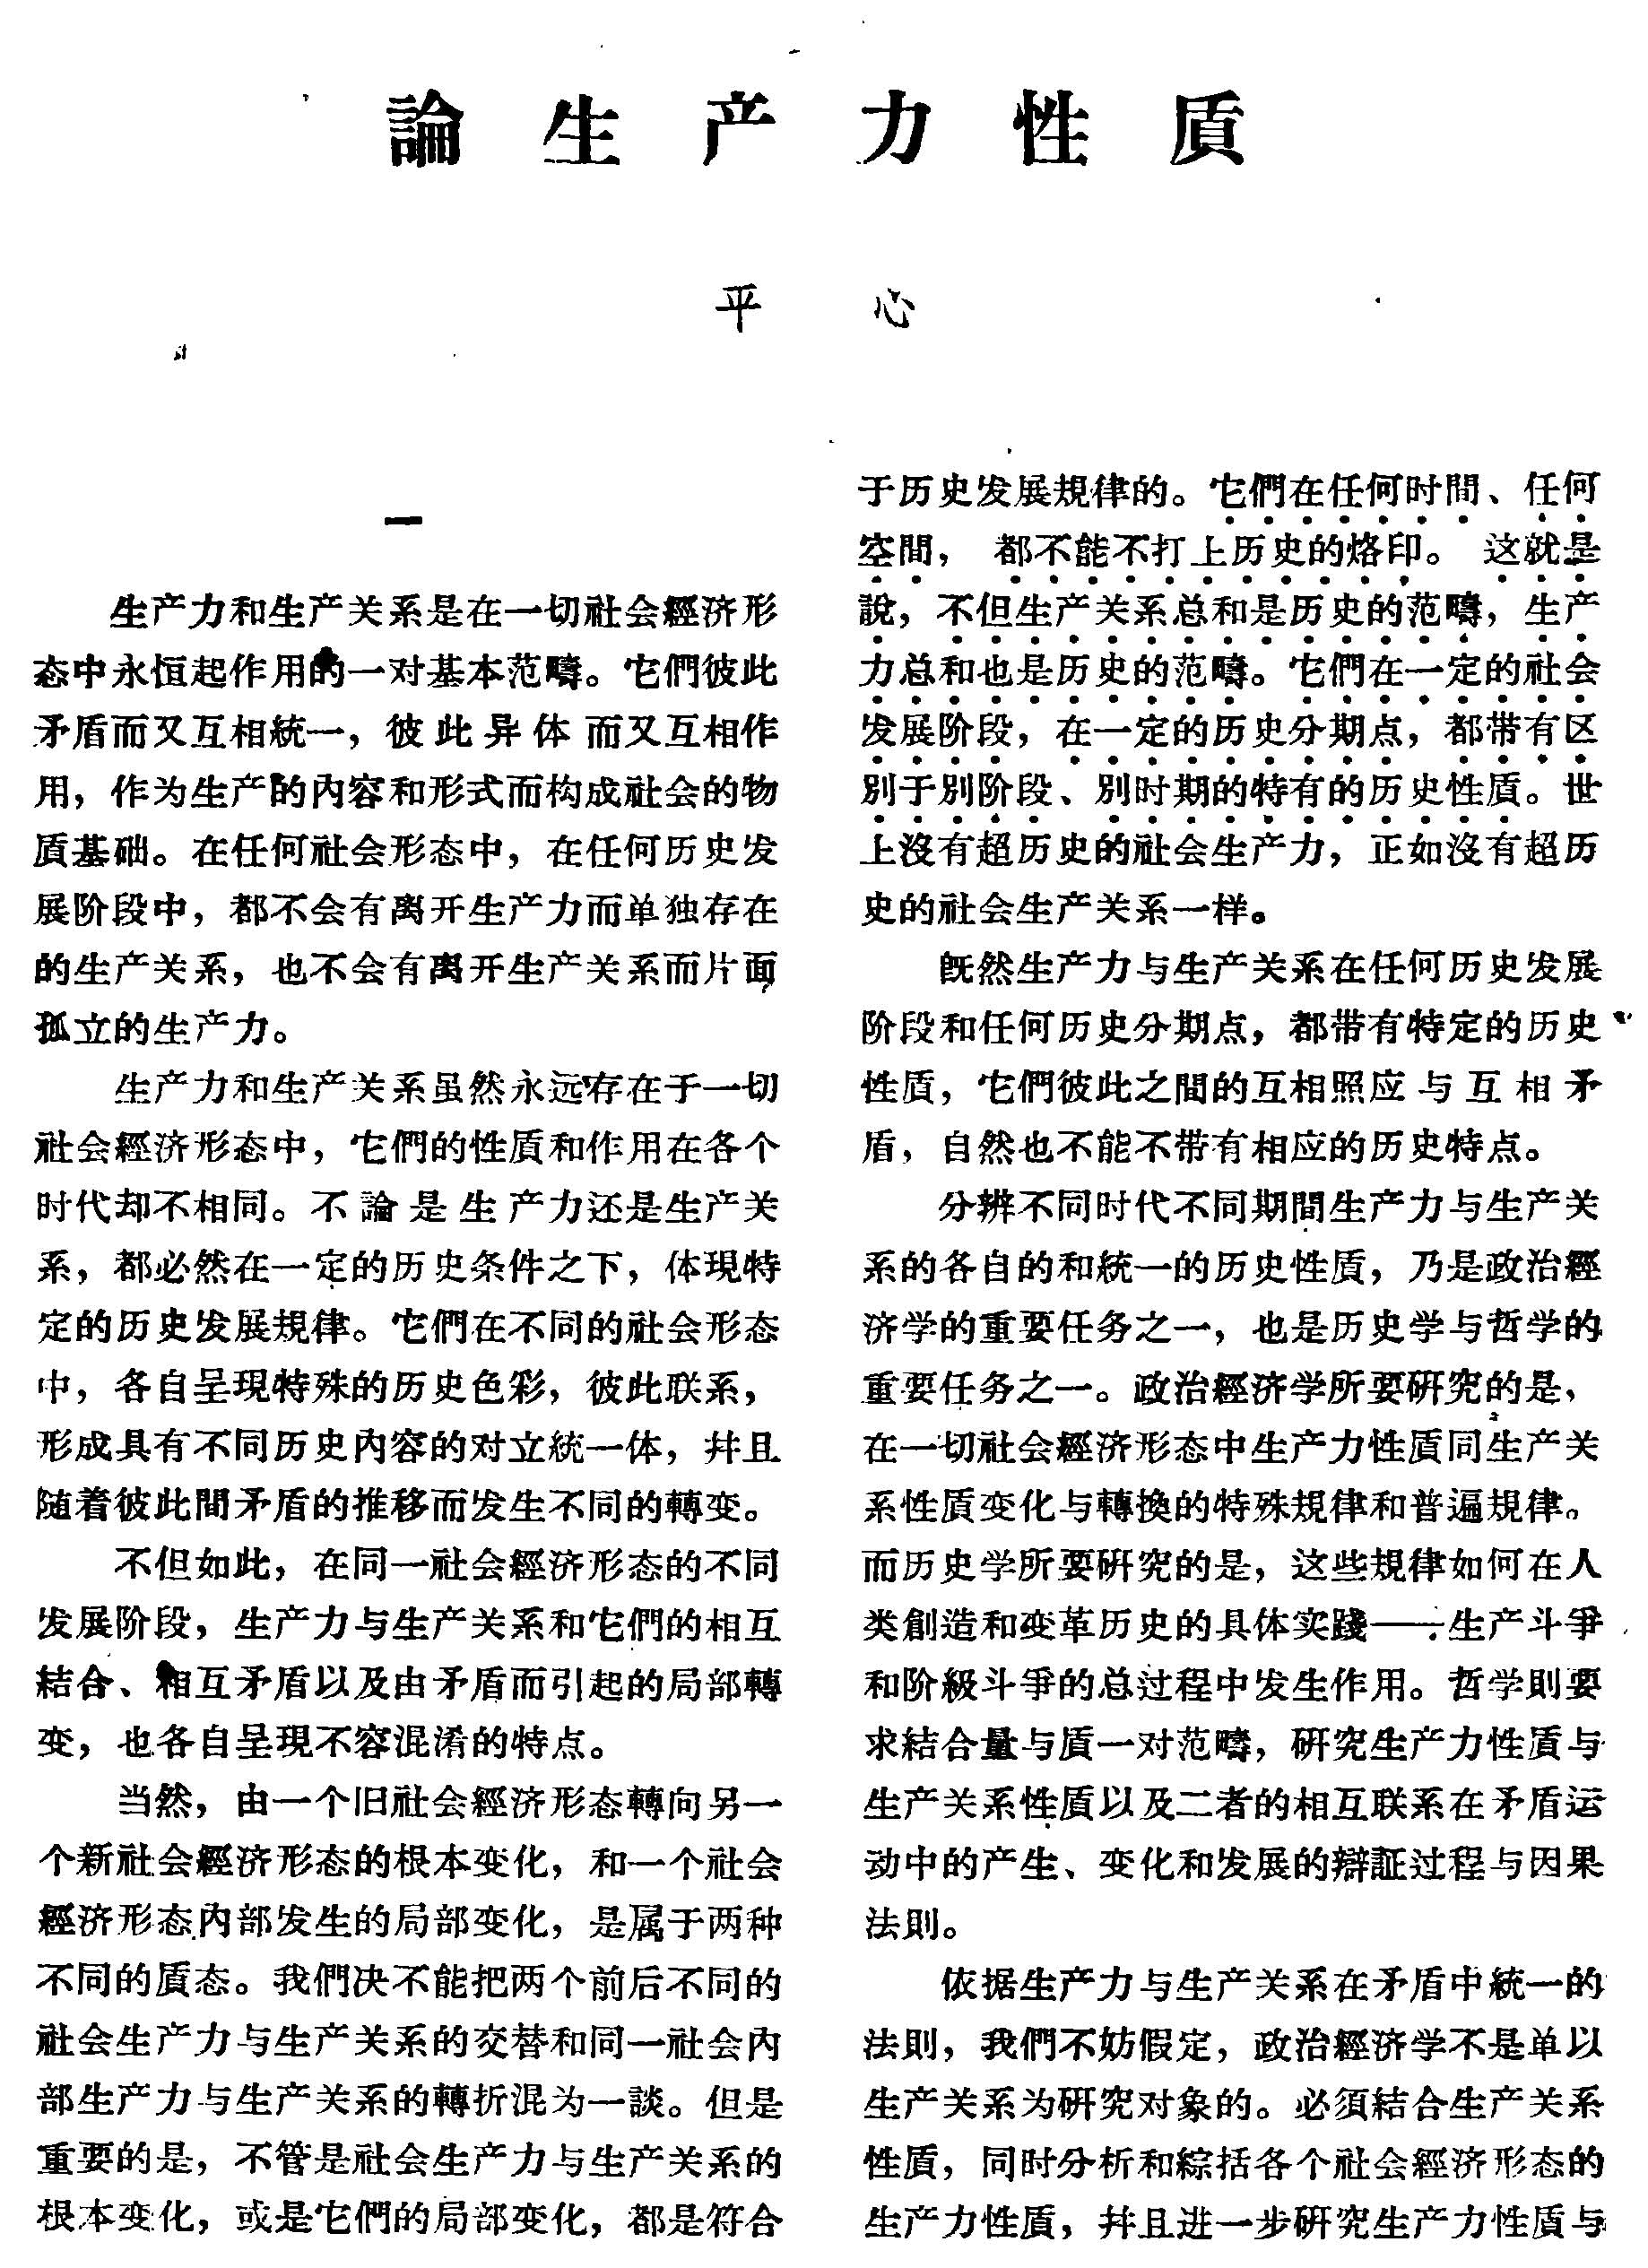 論生产力性质
平心
一
生产力和生产关系是在一切社会經济形
态中永恒起作用的一对基本范疇。它們彼此
矛盾而又互相統一，彼此异体而又互相作
用，作为生产的內容和形式而构成社会的物
质基础。在任何社会形态中，在任何历史发
展阶段中，都不会有离开生产力而单独存在
的生产关系，也不会有离开生产关系而片面
孤立的生产力。
生产力和生产关系虽然永远存在于一切
社会經济形态中，它們的性质和作用在各个
时代却不相同。不論是生产力还是生产关
系，都必然在一定的历史条件之下，体現特
定的历史发展規律。它們在不同的社会形态
中，各自呈現特殊的历史色彩，彼此联系，
形成具有不同历史內容的对立統一体，幷且
随着彼此間矛盾的推移而发生不同的轉变。
不但如此，在同一社会經济形态的不同
发展阶段，生产力与生产关系和它們的相互
結合、相互矛盾以及由矛盾而引起的局部轉
变，也各自呈現不容混淆的特点。
当然，由一个旧社会經济形态轉向另一
个新社会經济形态的根本变化，和一个社会
經济形态內部发生的局部变化，是属于两种
不同的质态。我們决不能把两个前后不同的
社会生产力与生产关系的交替和同一社会內
部生产力与生产关系的轉折混为一談。但是
重要的是，不管是社会生产力与生产关系的
根本变化，或是它們的局部变化，都是符合
于历史发展規律的。它們在任何时間、任何
空間，都不能不打上历史的烙印。这就是
說，不但生产关系总和是历史的范疇，生产
力总和也是历史的范疇。它們在一定的社会
发展阶段，在一定的历史分期点，都带有区
別于別阶段、別时期的特有的历史性质。世
上沒有超历史的社会生产力，正如沒有超历
史的社会生产关系一样。
既然生产力与生产关系在任何历史发展
阶段和任何历史分期点，都带有特定的历史
性质，它們彼此之間的互相照应与互相矛
盾，自然也不能不带有相应的历史特点。
分辨不同时代不同期間生产力与生产关
系的各自的和統一的历史性质，乃是政治經
济学的重要任务之一，也是历史学与哲学的
重要任务之一。政治經济学所要研究的是，
在一切社会經济形态中生产力性质同生产关
系性质变化与轉換的特殊規律和普遍規律。
而历史学所要研究的是，这些規律如何在人
类創造和变革历史的具体实踐——生产斗爭
和阶級斗爭的总过程中发生作用。哲学則要
求結合量与质一对范疇，研究生产力性质与
生产关系性质以及二者的相互联系在矛盾运
动中的产生、变化和发展的辯証过程与因果
法則。
依据生产力与生产关系在矛盾中統一的
法則，我們不妨假定，政治經济学不是单以
生产关系为研究对象的。必須結合生产关系
性质，同时分析和綜括各个社会經济形态的
生产力性质，幷且进一步研究生产力性质与